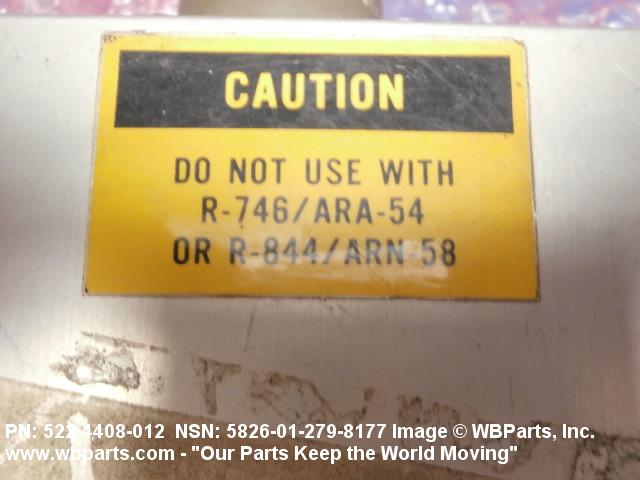 CAUTION
DO NOT USE WITH
R-746/ARA-54
OR R-844/ARN-58
PN: 522-4408-012 NSN: 5826-01-279-8177 Image © WBParts, Inc.
www.wbparts.com - "Our Parts Keep the World Moving"